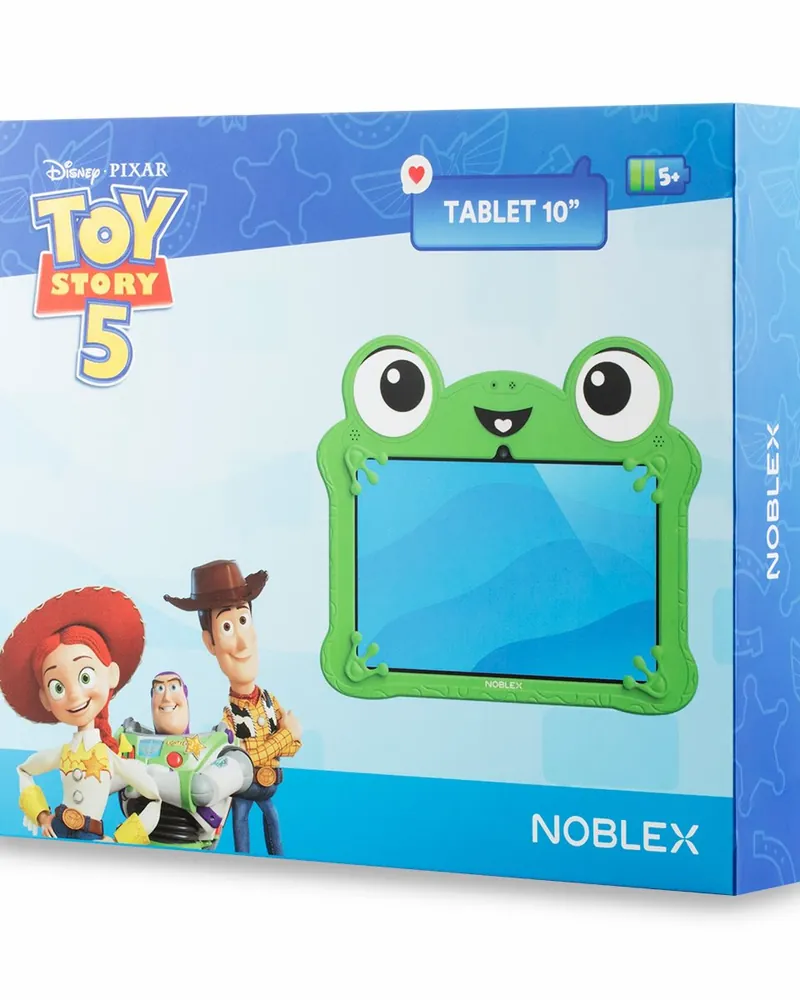 Disney · PIXAR
TOY
STORY
5
TABLET 10”
5+
NOBLEX
NOBLEX
NOBLEX